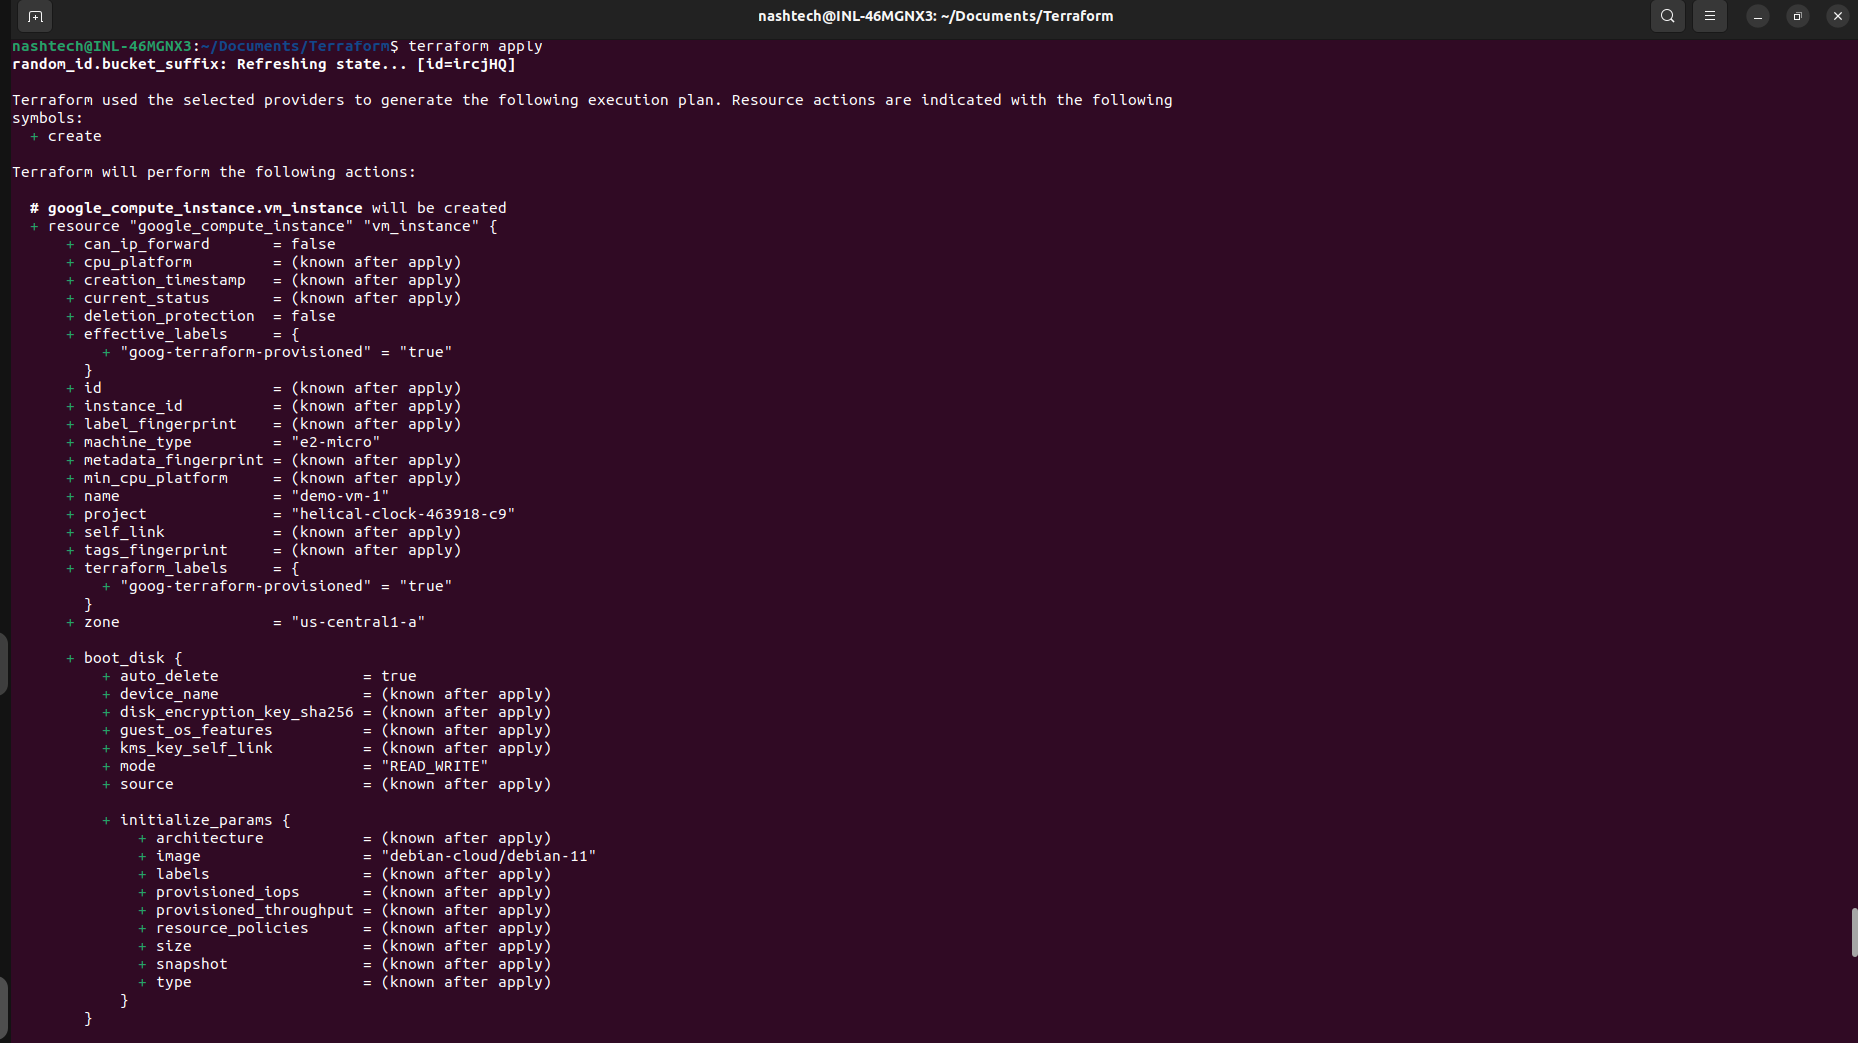 nashtech@INL-46MGNX3: ~/Documents/Terraform
nashtech@INL-46MGNX3:~/Documents/Terraform$ terraform apply
random_id.bucket_suffix: Refreshing state... [id=ircjHQ]

Terraform used the selected providers to generate the following execution plan. Resource actions are indicated with the following
symbols:
  + create

Terraform will perform the following actions:

  # google_compute_instance.vm_instance will be created
  + resource "google_compute_instance" "vm_instance" {
      + can_ip_forward       = false
      + cpu_platform         = (known after apply)
      + creation_timestamp   = (known after apply)
      + current_status       = (known after apply)
      + deletion_protection  = false
      + effective_labels     = {
          + "goog-terraform-provisioned" = "true"
        }
      + id                   = (known after apply)
      + instance_id          = (known after apply)
      + label_fingerprint    = (known after apply)
      + machine_type         = "e2-micro"
      + metadata_fingerprint = (known after apply)
      + min_cpu_platform     = (known after apply)
      + name                 = "demo-vm-1"
      + project              = "helical-clock-463918-c9"
      + self_link            = (known after apply)
      + tags_fingerprint     = (known after apply)
      + terraform_labels     = {
          + "goog-terraform-provisioned" = "true"
        }
      + zone                 = "us-central1-a"

      + boot_disk {
          + auto_delete                = true
          + device_name                = (known after apply)
          + disk_encryption_key_sha256 = (known after apply)
          + guest_os_features          = (known after apply)
          + kms_key_self_link          = (known after apply)
          + mode                       = "READ_WRITE"
          + source                     = (known after apply)

          + initialize_params {
              + architecture           = (known after apply)
              + image                  = "debian-cloud/debian-11"
              + labels                 = (known after apply)
              + provisioned_iops       = (known after apply)
              + provisioned_throughput = (known after apply)
              + resource_policies      = (known after apply)
              + size                   = (known after apply)
              + snapshot               = (known after apply)
              + type                   = (known after apply)
            }
        }